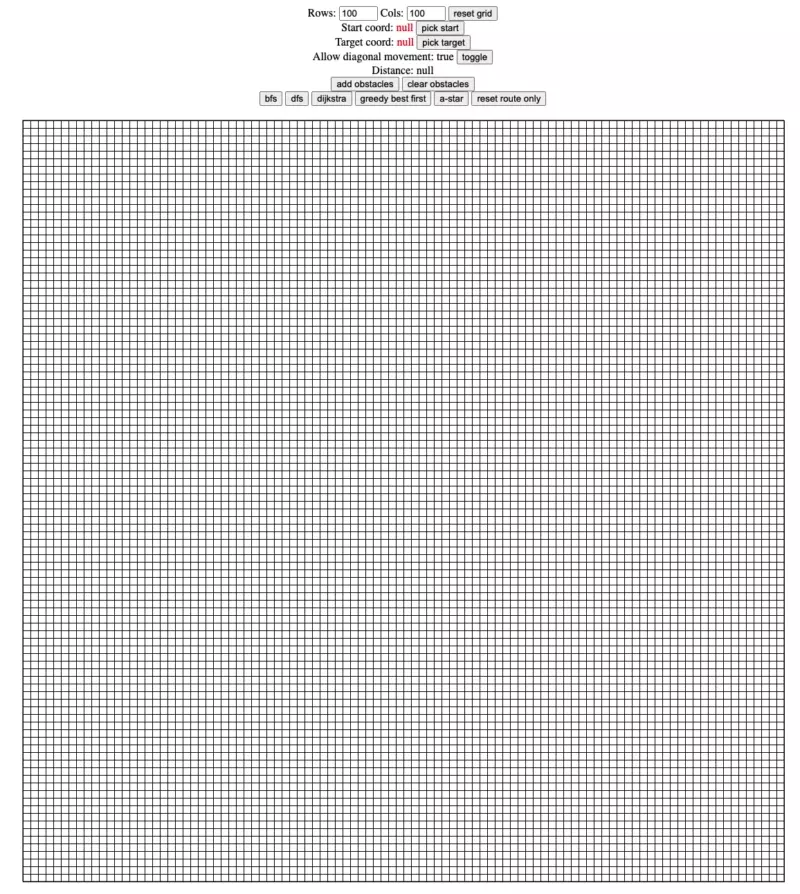 Rows: 100 Cols: 100 reset grid
Start coord: null pick start
Target coord: null pick target
Allow diagonal movement: true toggle
Distance: null
add obstacles clear obstacles
bfs dfs dijkstra greedy best first a-star reset route only